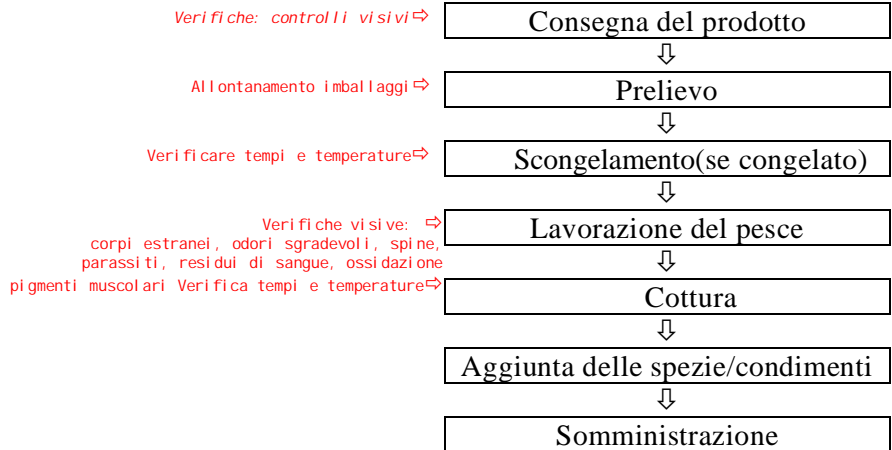 Verifiche: controlli visivi⇨ Consegna del prodotto
⇩
Allontanamento imballaggi⇨ Prelievo
⇩
Verificare tempi e temperature⇨ Scongelamento(se congelato)
⇩
Verifiche visive: ⇨ Lavorazione del pesce
corpi estranei, odori sgradevoli, spine,
parassiti, residui di sangue, ossidazione
⇩
pigmenti muscolari Verifica tempi e temperature⇨ Cottura
⇩
Aggiunta delle spezie/condimenti
⇩
Somministrazione